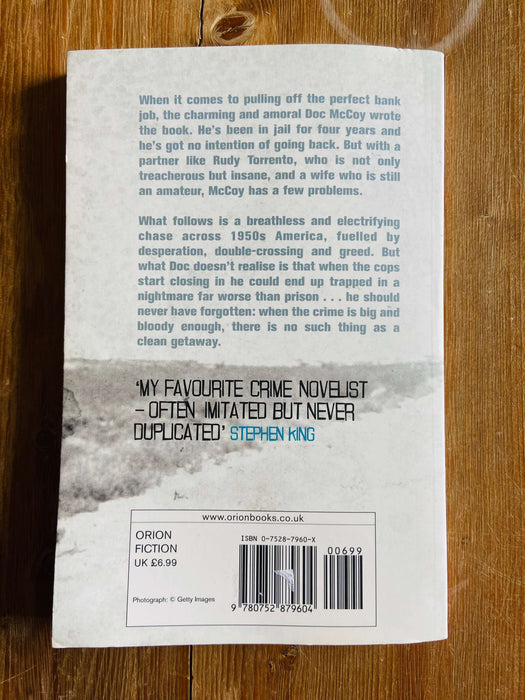 When it comes to pulling off the perfect bank
job, the charming and amoral Doc McCoy wrote
the book. He's been in jail for four years and
he's got no intention of going back. But with a
partner like Rudy Torrento, who is not only
treacherous but insane, and a wife who is still
an amateur, McCoy has a few problems.
What follows is a breathless and electrifying
chase across 1950s America, fuelled by
desperation, double-crossing and greed. But
what Doc doesn't realise is that when the cops
start closing in he could end up trapped in a
nightmare far worse than prison . . . he should
never have forgotten: when the crime is big and
bloody enough, there is no such thing as a
clean getaway.
'MY FAVOURITE CRIME NOVELIST
– OFTEN IMITATED BUT NEVER
DUPLICATED' STEPHEN KING
www.orionbooks.co.uk
ORION
FICTION
UK £6.99
Photograph: © Getty Images
ISBN 0-7528-7960-X
00699
9 780752 879604